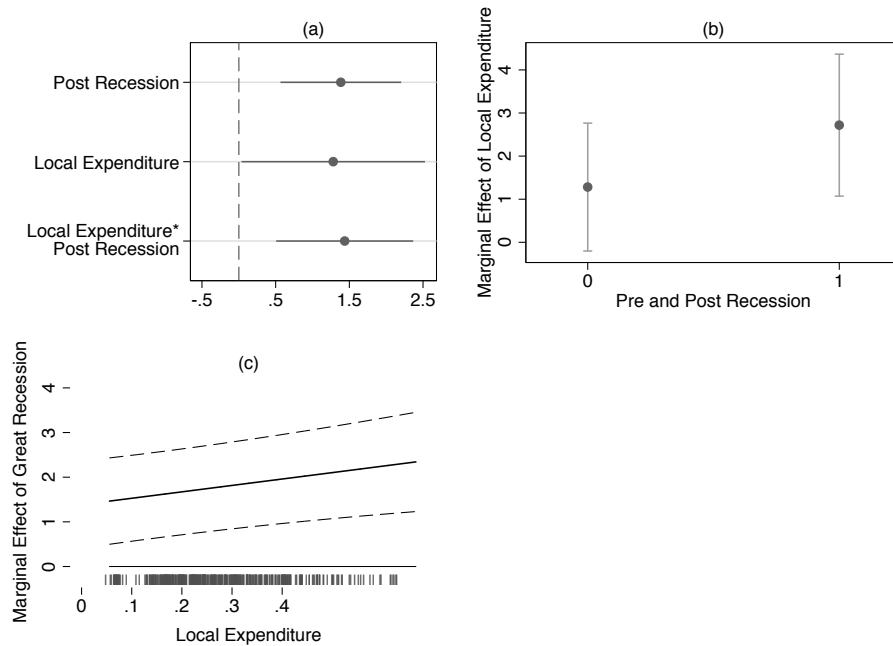 (a)
Post Recession
Local Expenditure
Local Expenditure*
Post Recession
-.5
.5
1.5
2.5
(b)
Marginal Effect of Local Expenditure
4
3
2
1
0
0
1
Pre and Post Recession
(c)
Marginal Effect of Great Recession
4
3
2
1
0
0
.1
.2
.3
.4
Local Expenditure